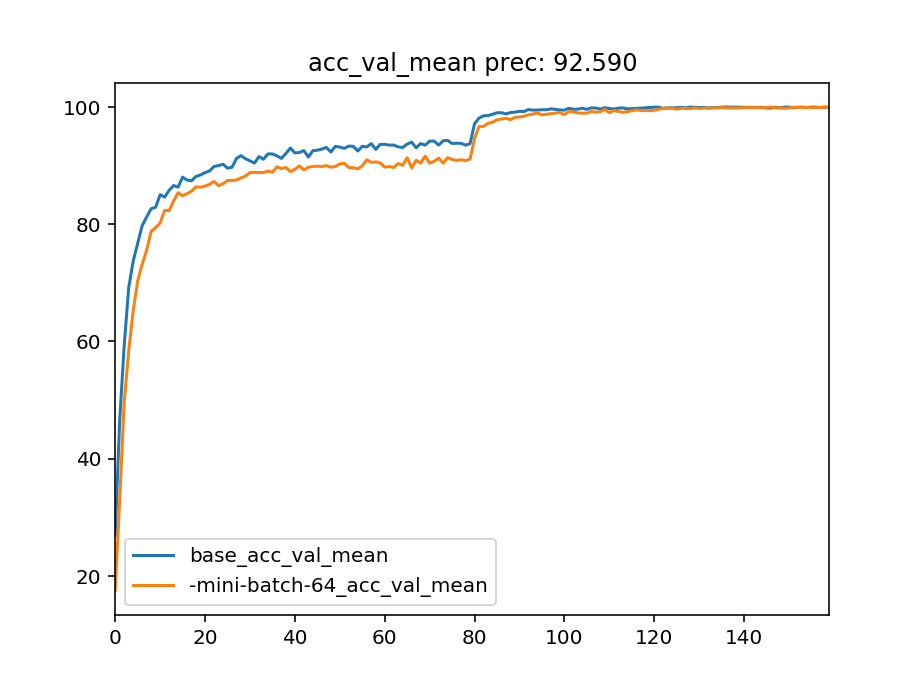 acc_val_mean prec: 92.590
100
80
60
40
20
base_acc_val_mean
-mini-batch-64_acc_val_mean
0 20 40 60 80 100 120 140